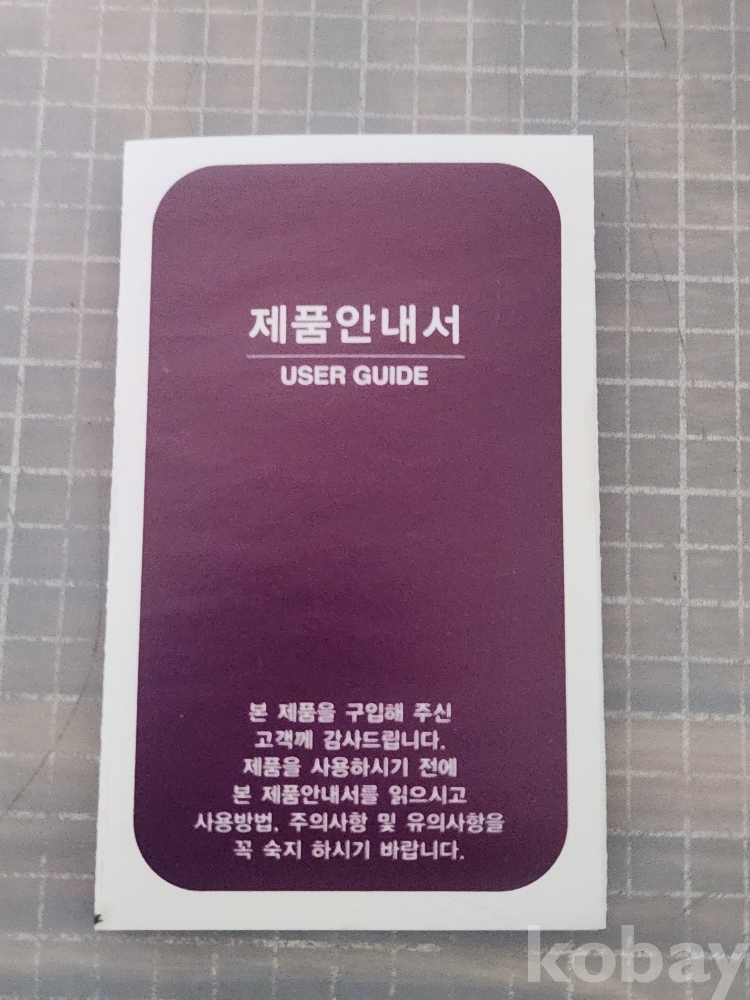 제품안내서
USER GUIDE
본 제품을 구입해 주신
고객께 감사드립니다.
제품을 사용하시기 전에
본 제품안내서를 읽으시고
사용방법, 주의사항 및 유의사항을
꼭 숙지 하시기 바랍니다.
kobay